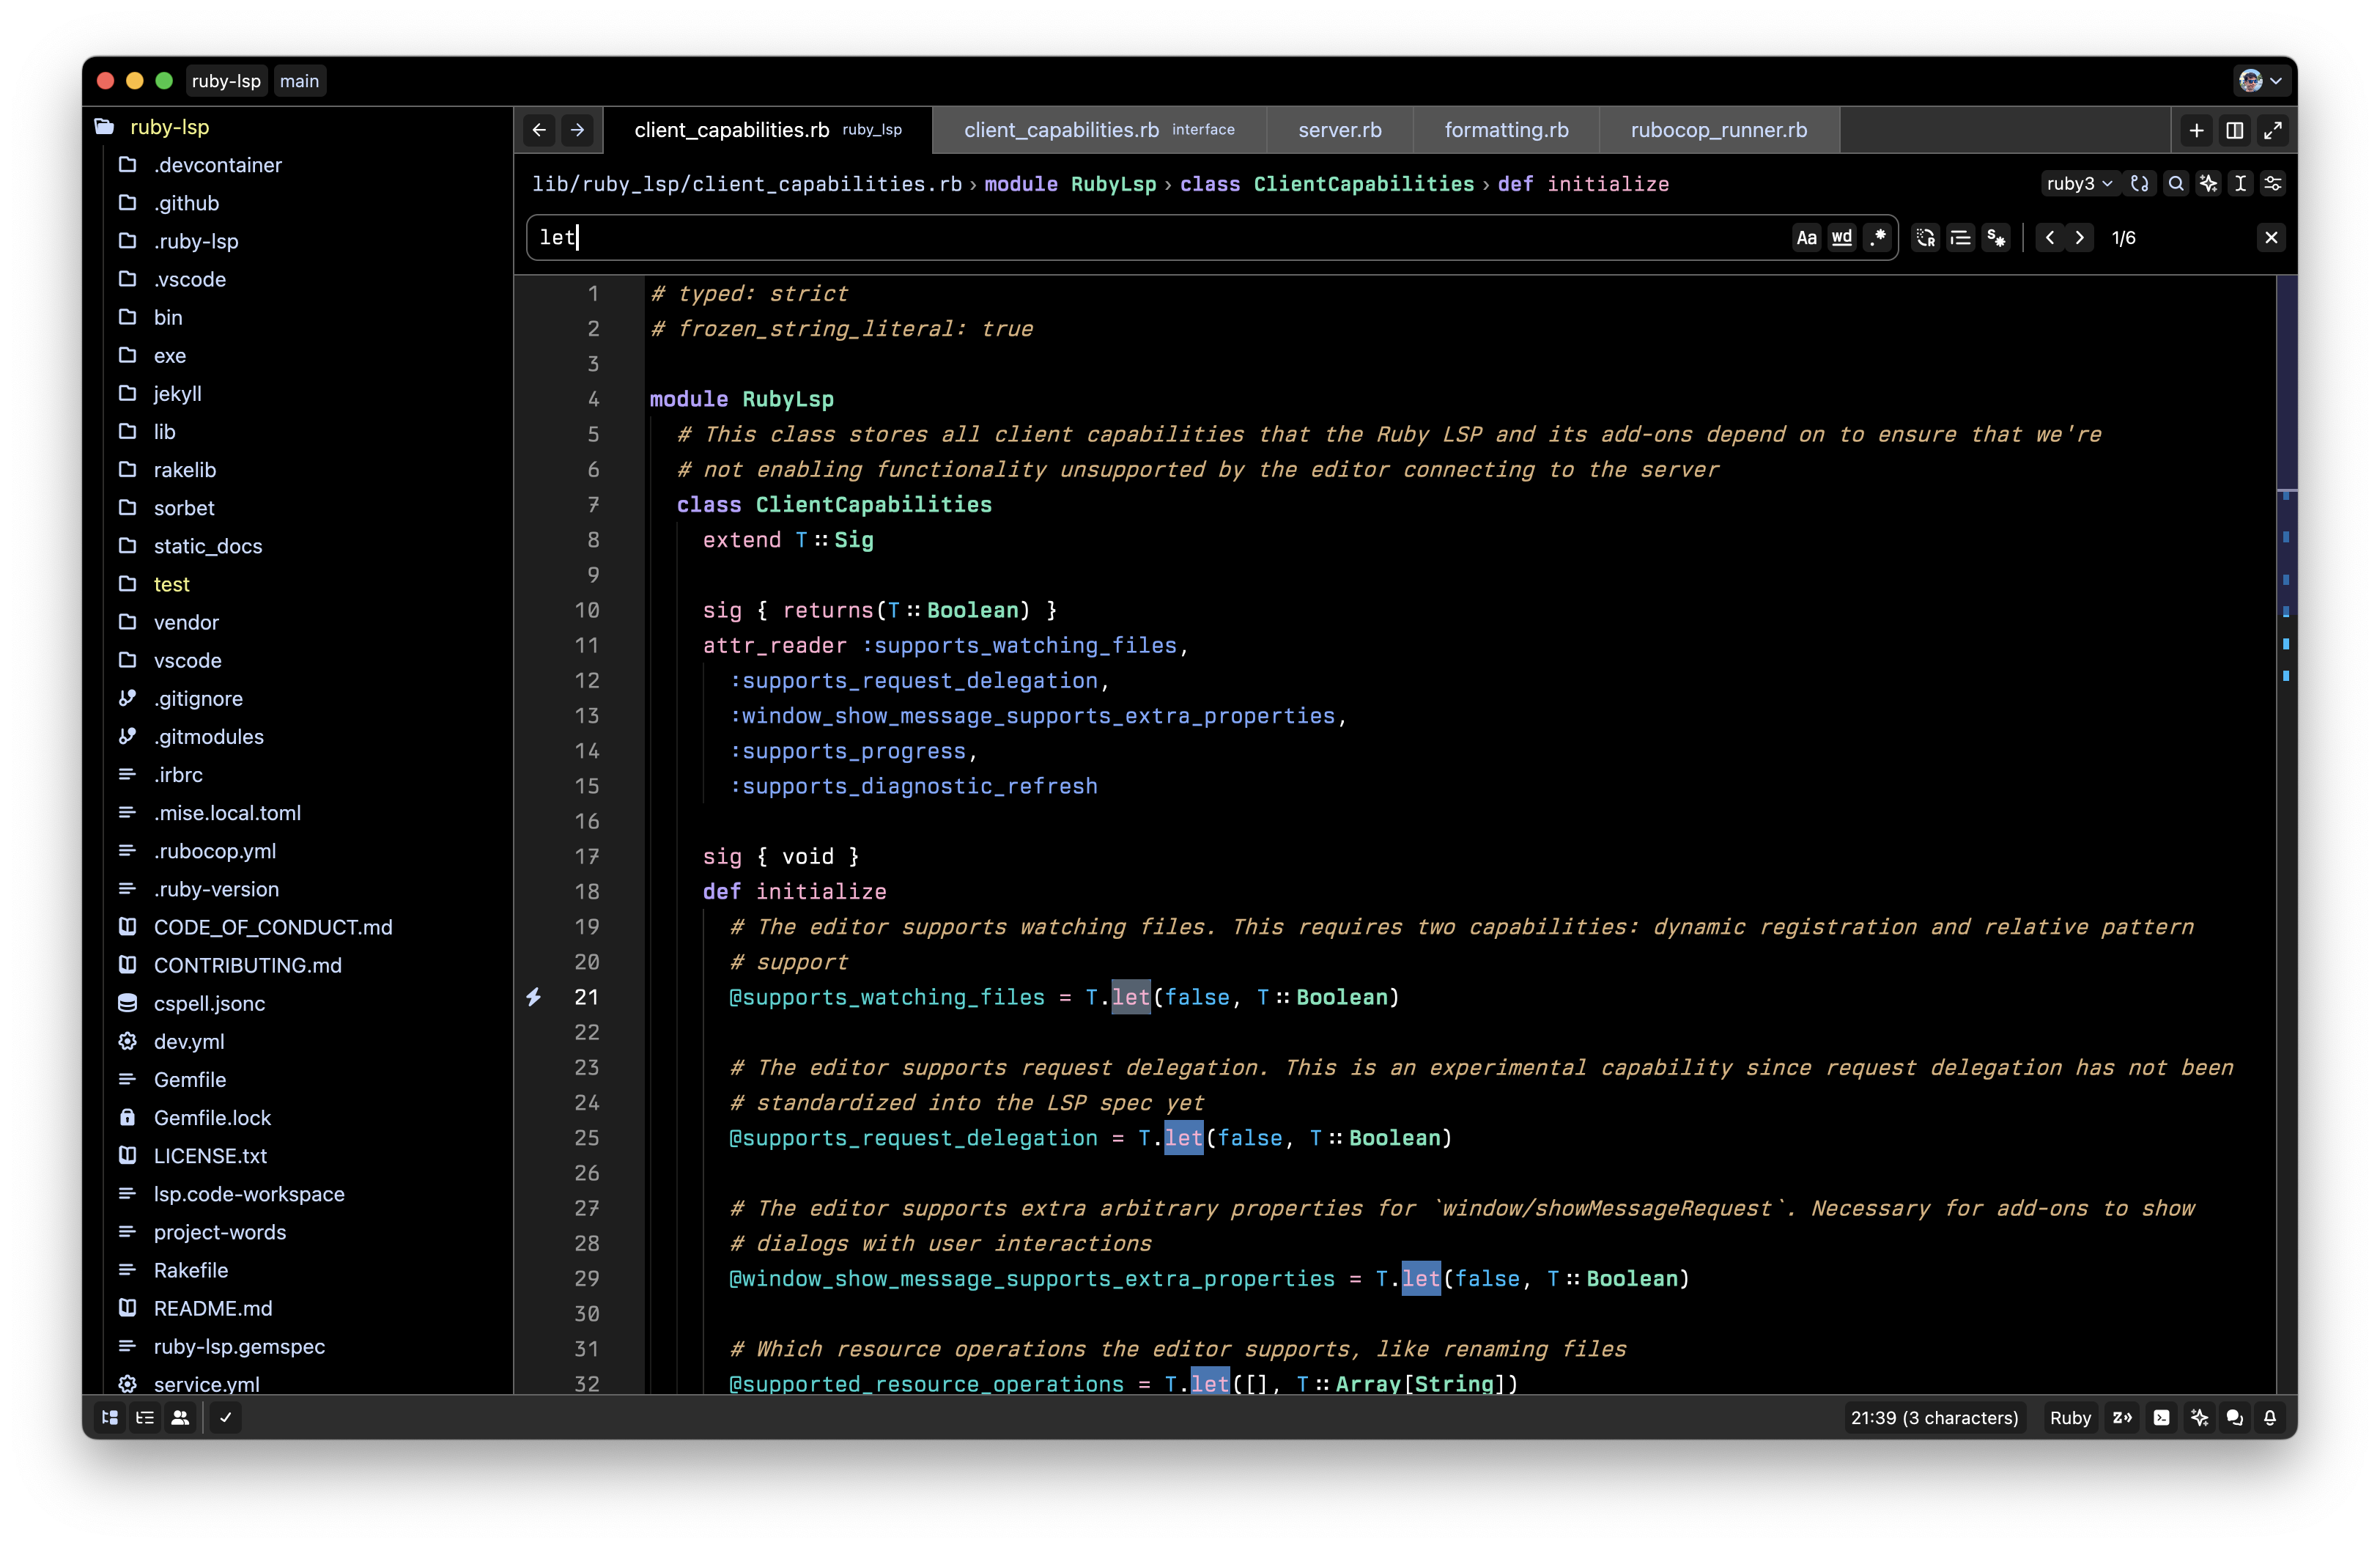 ruby-lsp main
ruby-lsp
.devcontainer
.github
.ruby-lsp
.vscode
bin
exe
jekyll
lib
rakelib
sorbet
static_docs
test
vendor
vscode
.gitignore
.gitmodules
.irbrc
.mise.local.toml
.rubocop.yml
.ruby-version
CODE_OF_CONDUCT.md
CONTRIBUTING.md
cspell.jsonc
dev.yml
Gemfile
Gemfile.lock
LICENSE.txt
lsp.code-workspace
project-words
Rakefile
README.md
ruby-lsp.gemspec
service.yml
client_capabilities.rb ruby_lsp client_capabilities.rb interface server.rb formatting.rb rubocop_runner.rb
lib/ruby_lsp/client_capabilities.rb › module RubyLsp › class ClientCapabilities › def initialize ruby3
let Aa wd .* 1/6
1 # typed: strict
2 # frozen_string_literal: true
3
4 module RubyLsp
5 # This class stores all client capabilities that the Ruby LSP and its add-ons depend on to ensure that we're
6 # not enabling functionality unsupported by the editor connecting to the server
7 class ClientCapabilities
8 extend T::Sig
9
10 sig { returns(T::Boolean) }
11 attr_reader :supports_watching_files,
12 :supports_request_delegation,
13 :window_show_message_supports_extra_properties,
14 :supports_progress,
15 :supports_diagnostic_refresh
16
17 sig { void }
18 def initialize
19 # The editor supports watching files. This requires two capabilities: dynamic registration and relative pattern
20 # support
21 @supports_watching_files = T.let(false, T::Boolean)
22
23 # The editor supports request delegation. This is an experimental capability since request delegation has not been
24 # standardized into the LSP spec yet
25 @supports_request_delegation = T.let(false, T::Boolean)
26
27 # The editor supports extra arbitrary properties for `window/showMessageRequest`. Necessary for add-ons to show
28 # dialogs with user interactions
29 @window_show_message_supports_extra_properties = T.let(false, T::Boolean)
30
31 # Which resource operations the editor supports, like renaming files
32 @supported_resource_operations = T.let([], T::Array[String])
21:39 (3 characters) Ruby